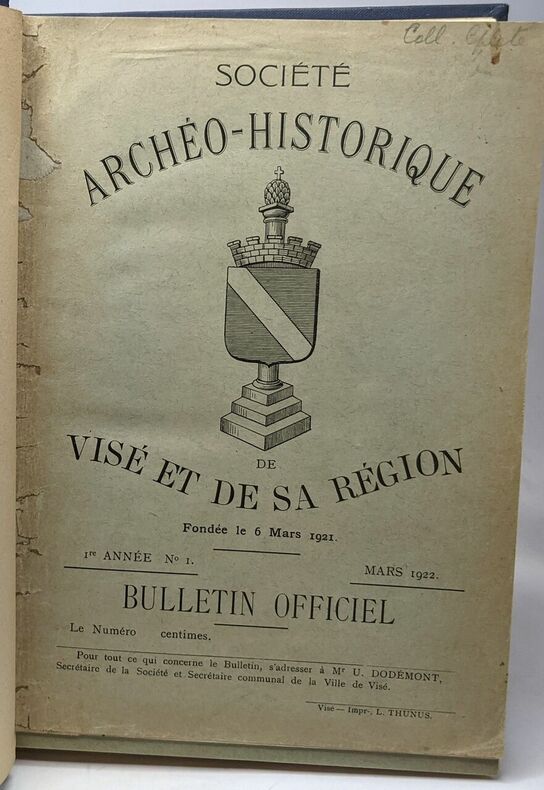 Coll.
SOCIÉTÉ
ARCHÉO-HISTORIQUE
DE
VISÉ ET DE SA RÉGION
Fondée le 6 Mars 1921.
1re ANNÉE No 1.
MARS 1922.
BULLETIN OFFICIEL
Le Numéro centimes.
Pour tout ce qui concerne le Bulletin, s'adresser à Mr U. DODÉMONT,
Secrétaire de la Société et Secrétaire communal de la Ville de Visé.
Visé — Impr. L. THUNUS.